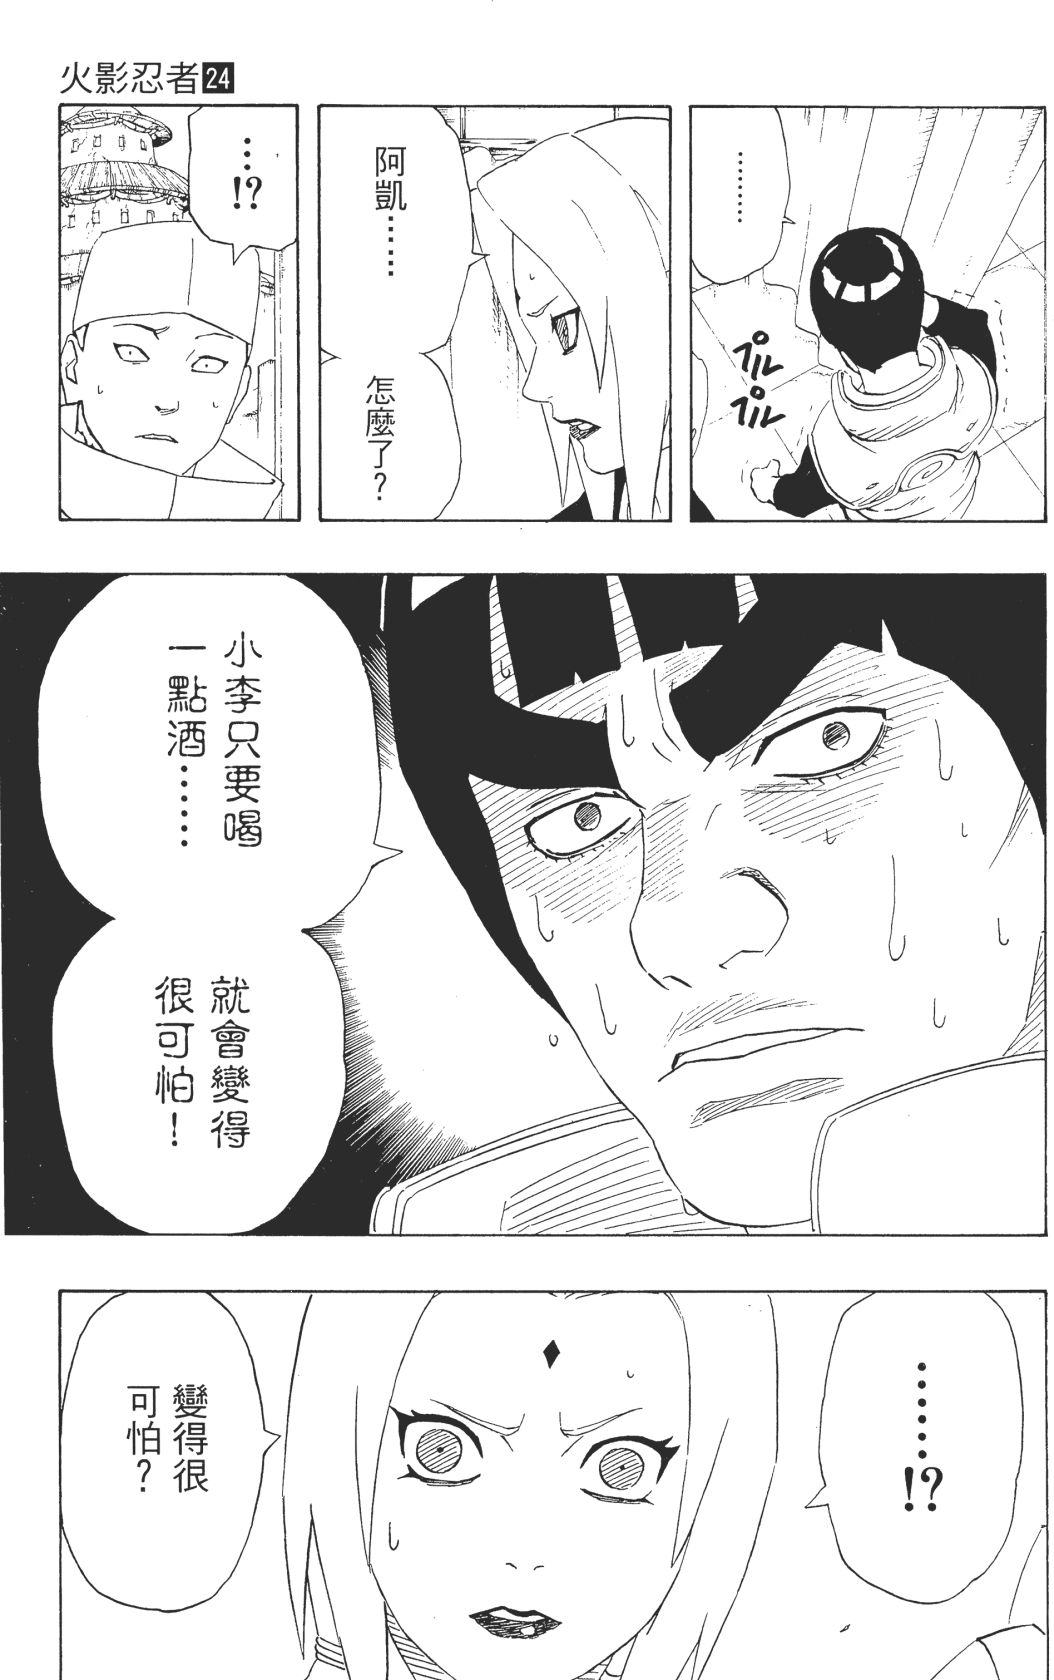 火影忍者24
…………
プル
プル
阿凱……
怎麼了?
…
!?
小李只要喝
一點酒……
就會變得
很可怕!
……
!?
變得很
可怕?